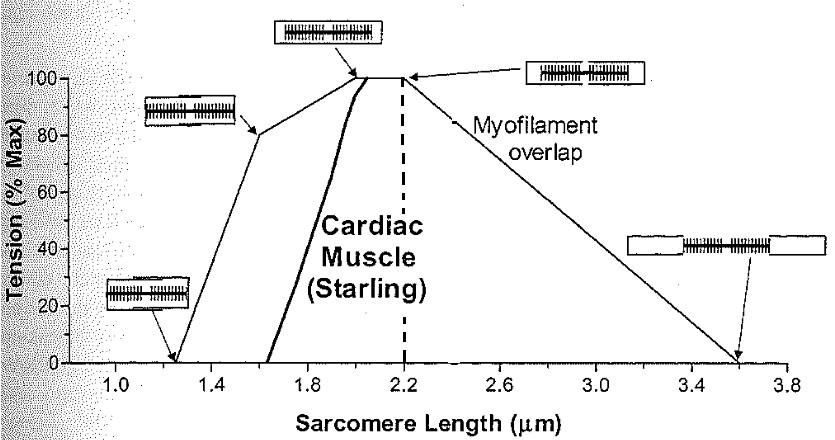 Tension (% Max)
100
80
60
40
20
0
Myofilament
overlap
Cardiac
Muscle
(Starling)
1.0 1.4 1.8 2.2 2.6 3.0 3.4 3.8
Sarcomere Length (μm)